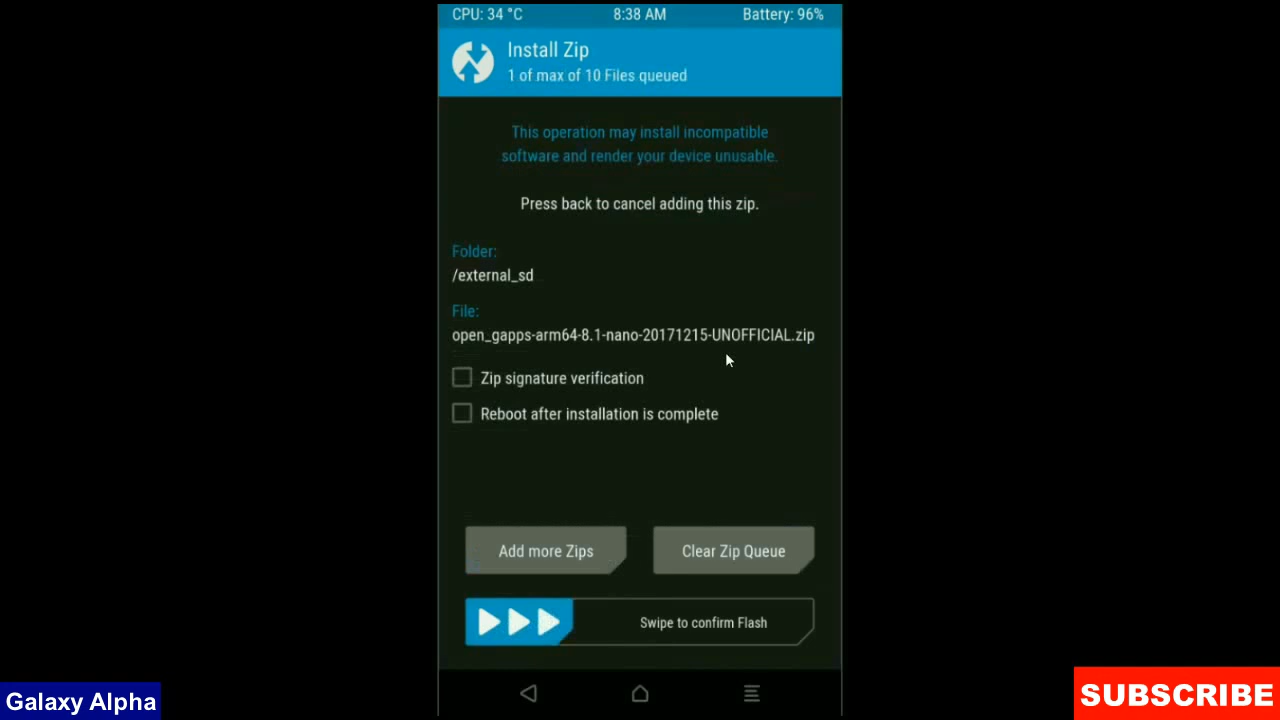 CPU: 34 °C 8:38 AM Battery: 96%
Install Zip
1 of max of 10 Files queued
This operation may install incompatible
software and render your device unusable.
Press back to cancel adding this zip.
Folder:
/external_sd
File:
open_gapps-arm64-8.1-nano-20171215-UNOFFICIAL.zip
Zip signature verification
Reboot after installation is complete
Add more Zips Clear Zip Queue
Swipe to confirm Flash
Galaxy Alpha
SUBSCRIBE